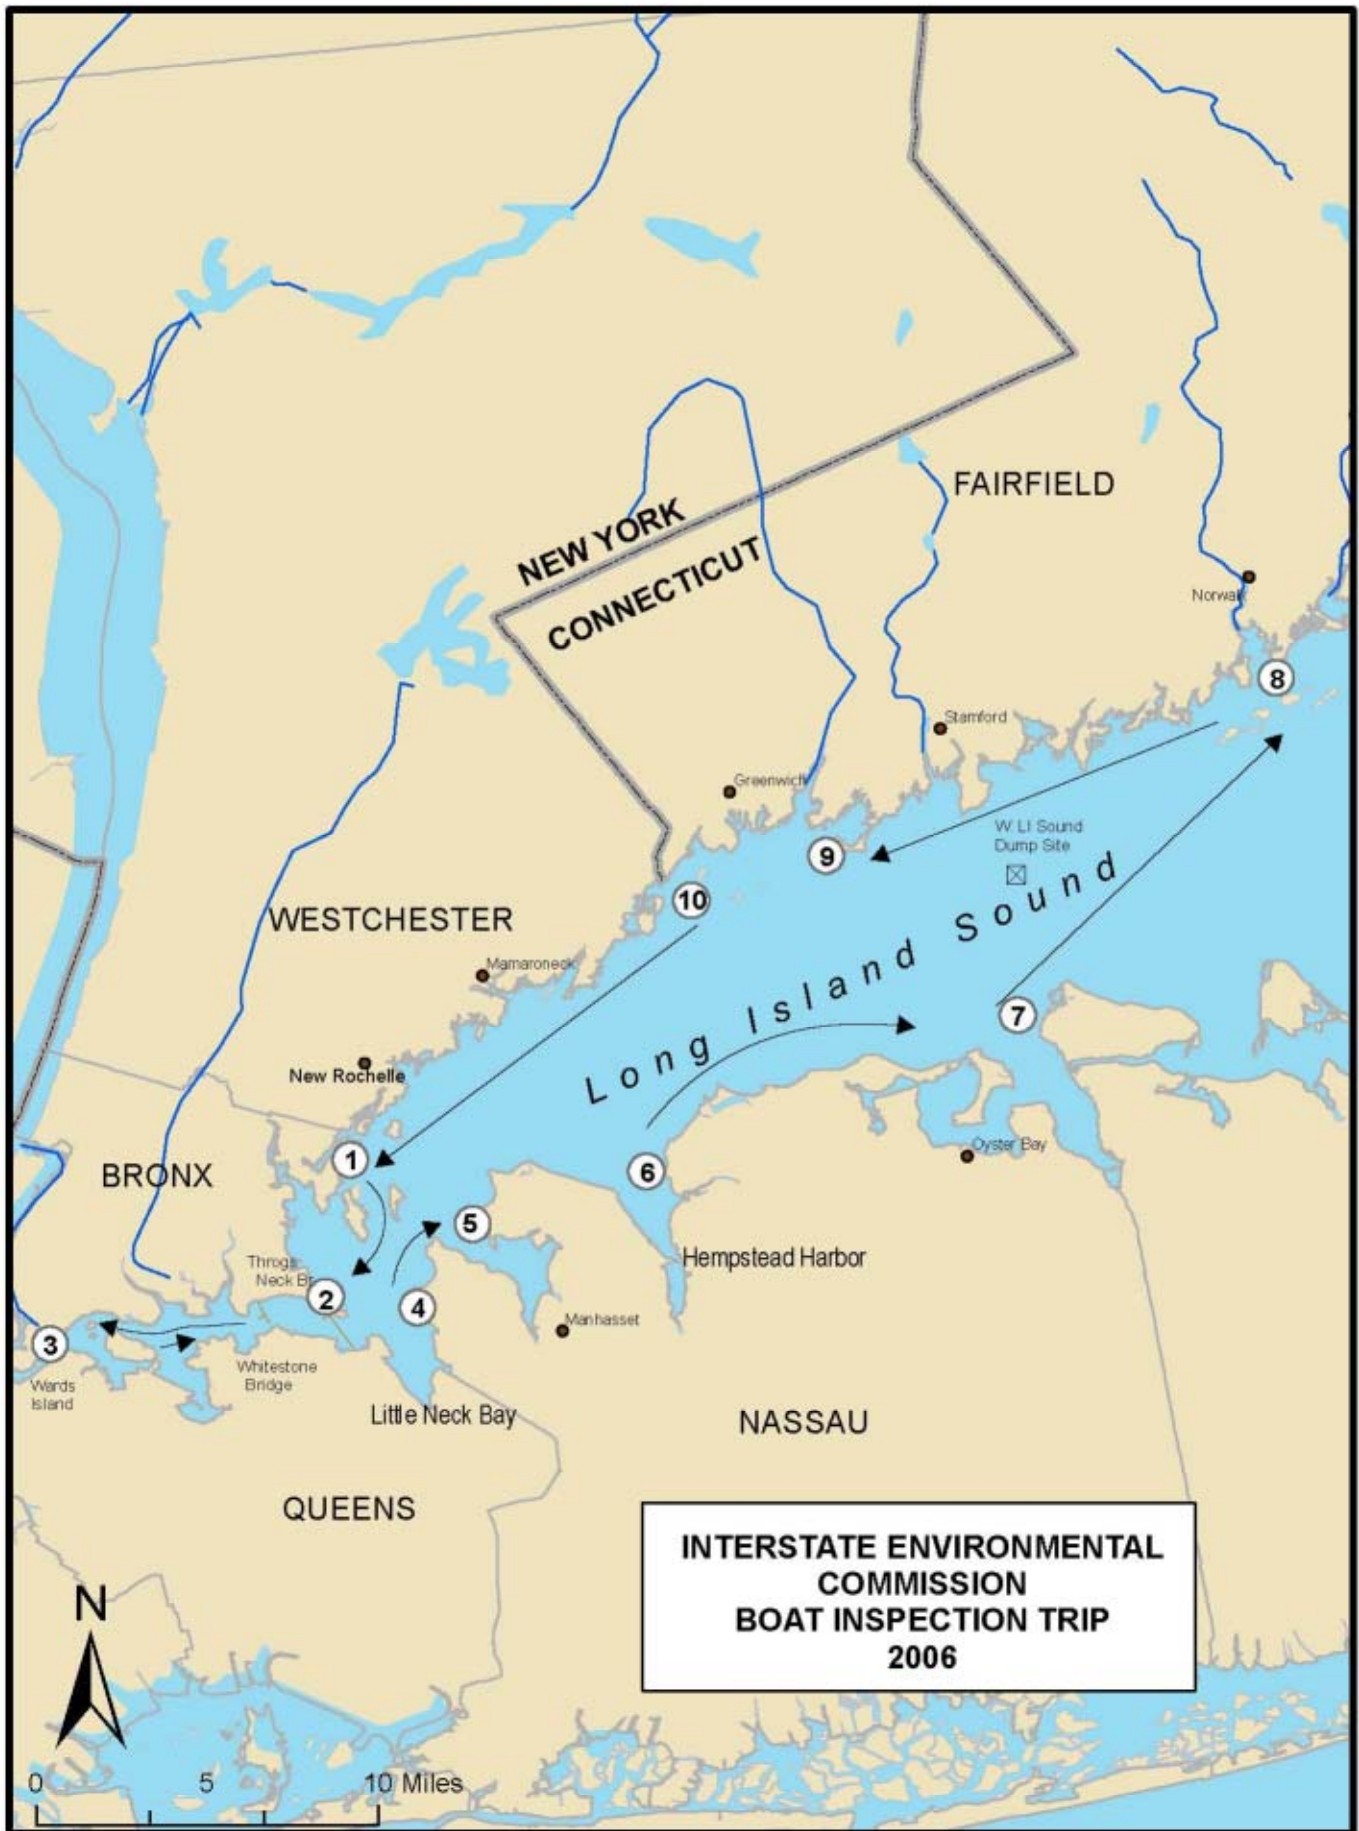 FAIRFIELD
NEW YORK
CONNECTICUT
Norwalk
8
Stamford
Greenwich
W. LI Sound
Dump Site
9
10
WESTCHESTER
Mamaroneck
Long Island Sound
7
New Rochelle
BRONX
1
6
Oyster Bay
5
Hempstead Harbor
Throgs
Neck Br.
2
4
Manhasset
3
Wards
Island
Whitestone
Bridge
Little Neck Bay
NASSAU
QUEENS
INTERSTATE ENVIRONMENTAL
COMMISSION
BOAT INSPECTION TRIP
2006
N
0 5 10 Miles